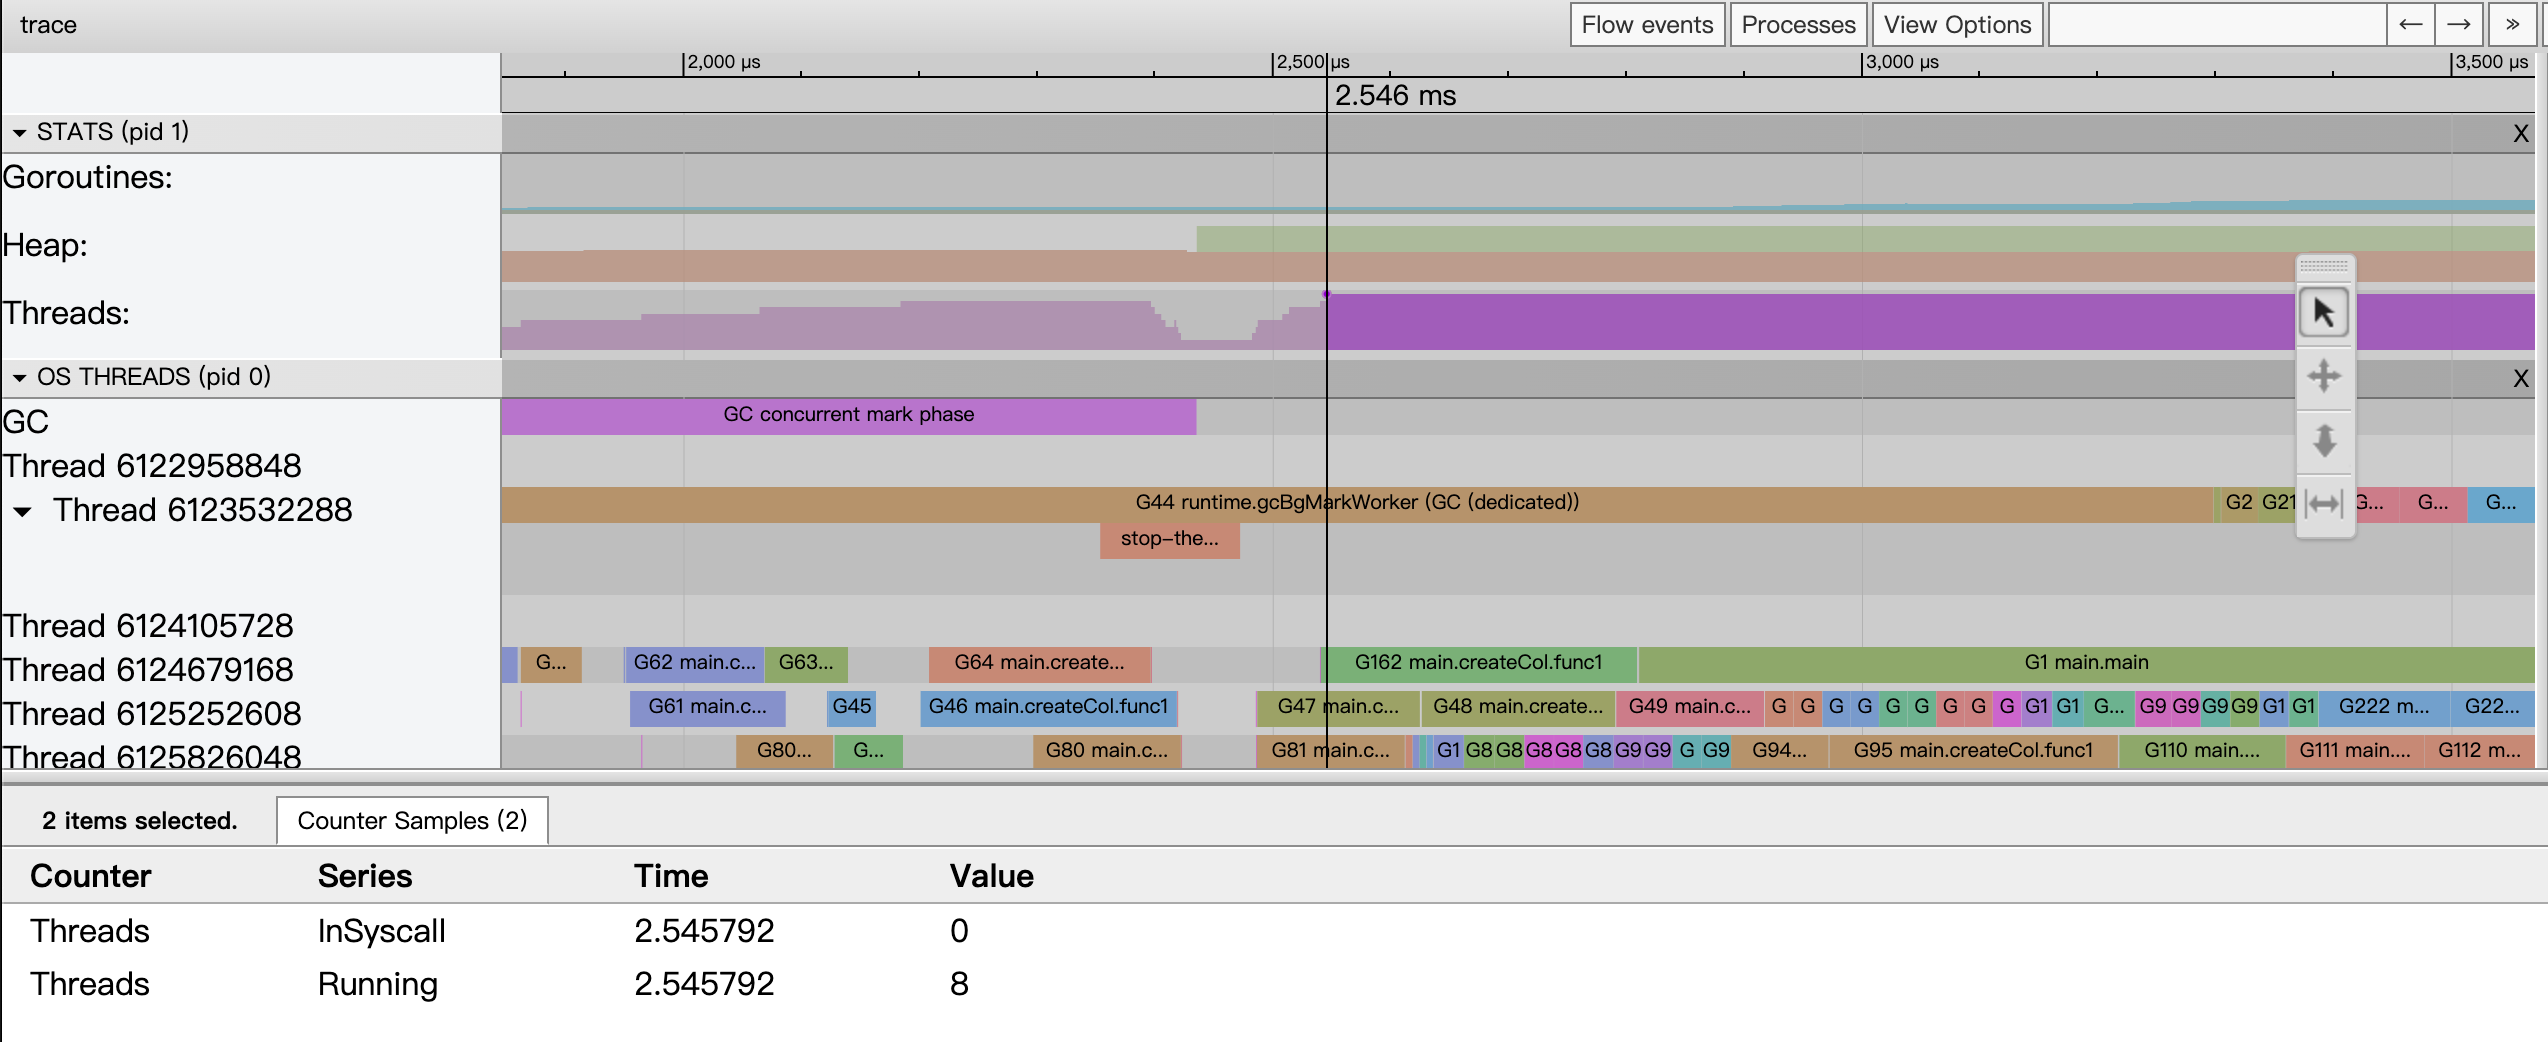 trace
Flow events Processes View Options ← → »
2,000 µs 2,500 µs 3,000 µs 3,500 µs
2.546 ms
STATS (pid 1) X
Goroutines:
Heap:
Threads:
OS THREADS (pid 0) X
GC GC concurrent mark phase
Thread 6122958848
Thread 6123532288 G44 runtime.gcBgMarkWorker (GC (dedicated)) G2 G21 G... G... G...
stop-the...
Thread 6124105728
Thread 6124679168 G... G62 main.c... G63... G64 main.create... G162 main.createCol.func1 G1 main.main
Thread 6125252608 G61 main.c... G45 G46 main.createCol.func1 G47 main.c... G48 main.create... G49 main.c... G G G G G G G G G G1 G1 G... G9 G9 G9 G9 G1 G1 G222 m... G22...
Thread 6125826048 G80... G... G80 main.c... G81 main.c... G1 G8 G8 G8 G8 G8 G9 G9 G G9 G94... G95 main.createCol.func1 G110 main.... G111 main.... G112 m...
2 items selected. Counter Samples (2)
Counter Series Time Value
Threads InSyscall 2.545792 0
Threads Running 2.545792 8